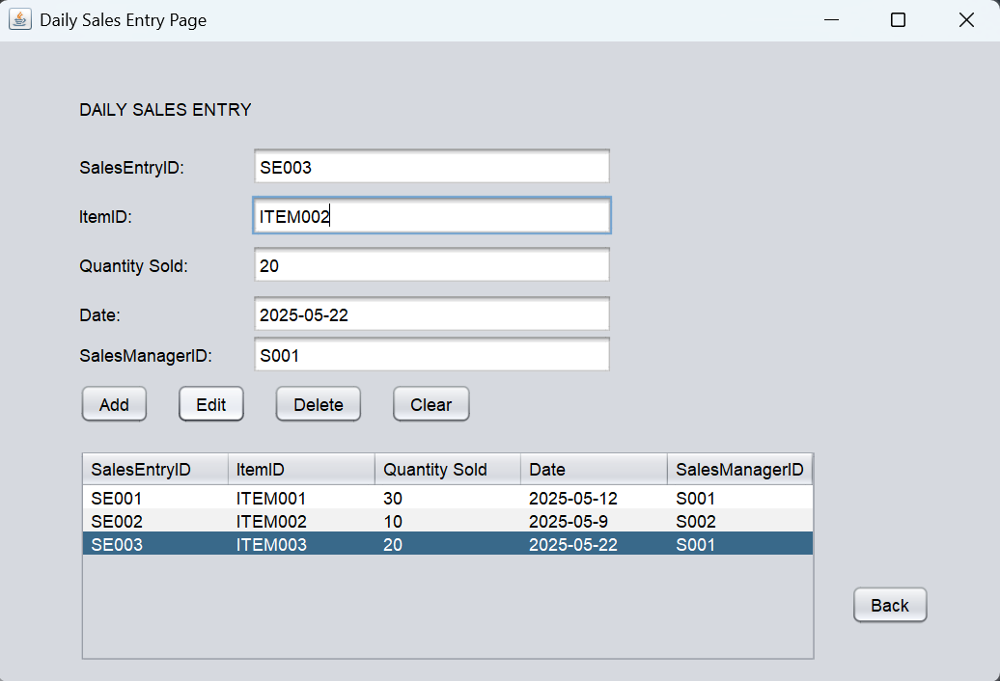 Daily Sales Entry Page
DAILY SALES ENTRY
SalesEntryID: SE003
ItemID: ITEM002
Quantity Sold: 20
Date: 2025-05-22
SalesManagerID: S001
Add Edit Delete Clear
SalesEntryID ItemID Quantity Sold Date SalesManagerID
SE001 ITEM001 30 2025-05-12 S001
SE002 ITEM002 10 2025-05-9 S002
SE003 ITEM003 20 2025-05-22 S001
Back